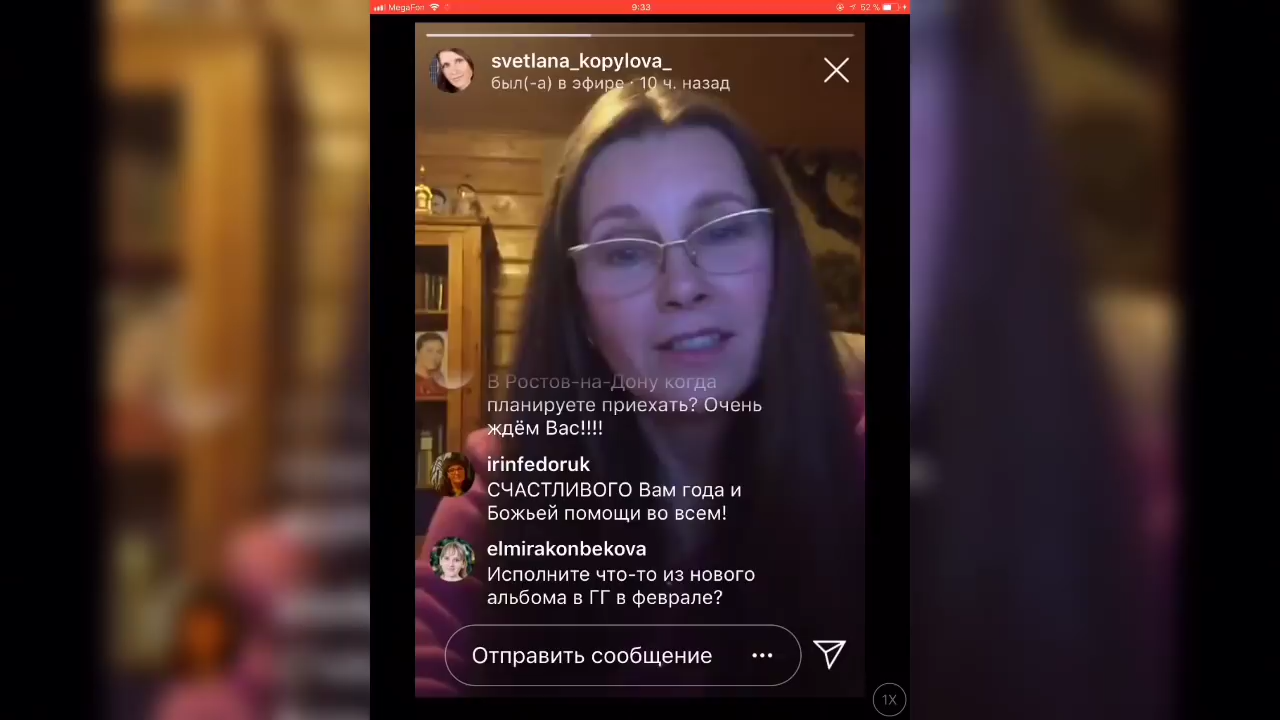 MegaFon
9:33
52 %
svetlana_kopylova_
был(-а) в эфире · 10 ч. назад
В Ростов-на-Дону когда
планируете приехать? Очень
ждём Вас!!!!
irinfedoruk
СЧАСТЛИВОГО Вам года и
Божьей помощи во всем!
elmirakonbekova
Исполните что-то из нового
альбома в ГГ в феврале?
Отправить сообщение
1X